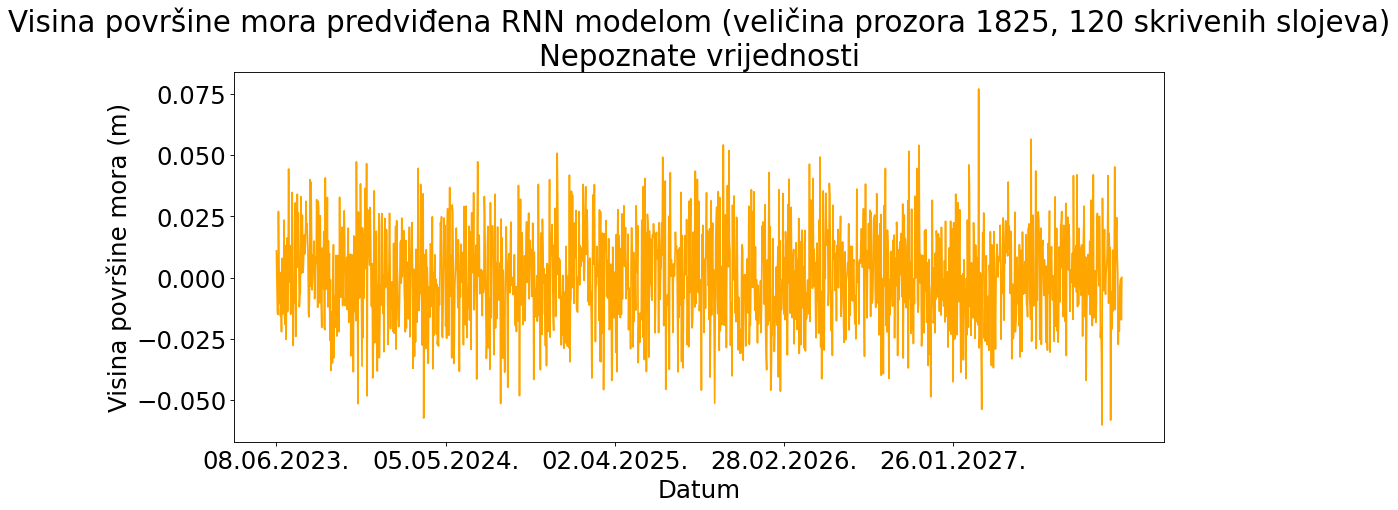 Visina površine mora predviđena RNN modelom (veličina prozora 1825, 120 skrivenih slojeva)
Nepoznate vrijednosti
Visina površine mora (m)
0.075
0.050
0.025
0.000
−0.025
−0.050
08.06.2023. 05.05.2024. 02.04.2025. 28.02.2026. 26.01.2027.
Datum